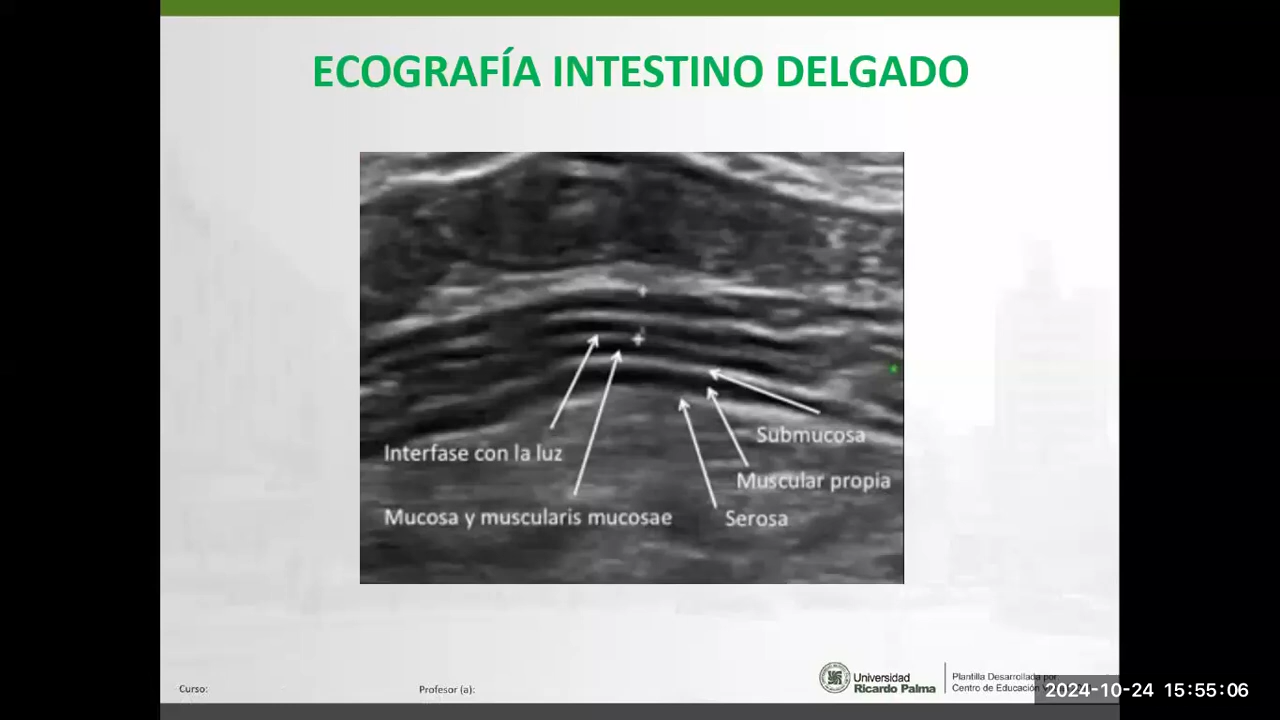 ECOGRAFÍA INTESTINO DELGADO
Interfase con la luz
Submucosa
Muscular propia
Mucosa y muscularis mucosae
Serosa
Curso:
Profesor (a):
Universidad
Ricardo Palma
Plantilla Desarrollada por
Centro de Educación
2024-10-24 15:55:06